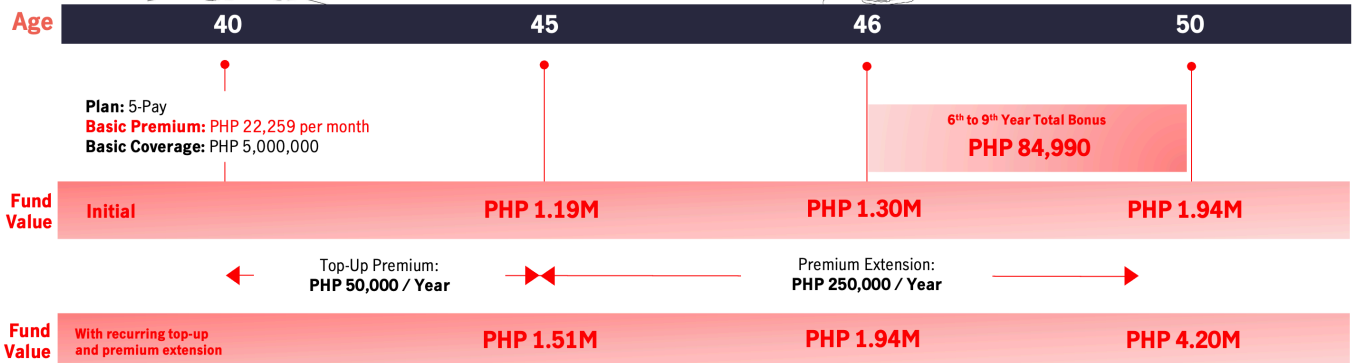 Age 40 45 46 50
Plan: 5-Pay
Basic Premium: PHP 22,259 per month
Basic Coverage: PHP 5,000,000
6th to 9th Year Total Bonus
PHP 84,990
Fund
Value
Initial PHP 1.19M PHP 1.30M PHP 1.94M
Top-Up Premium:
PHP 50,000 / Year
Premium Extension:
PHP 250,000 / Year
Fund
Value
With recurring top-up
and premium extension
PHP 1.51M PHP 1.94M PHP 4.20M